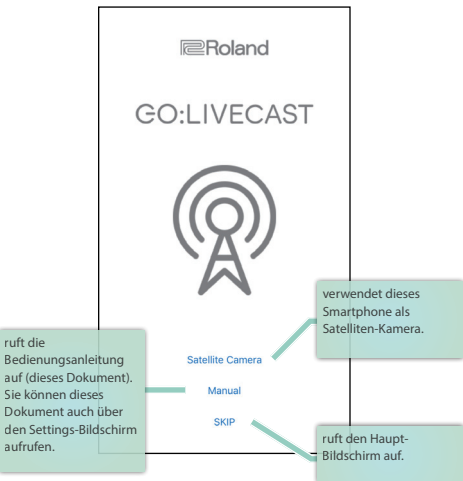 Roland
GO:LIVECAST
verwendet dieses
Smartphone als
Satelliten-Kamera.
ruft die
Bedienungsanleitung
auf (dieses Dokument).
Sie können dieses
Dokument auch über
den Settings-Bildschirm
aufrufen.
Satellite Camera
Manual
SKIP
ruft den Haupt-
Bildschirm auf.